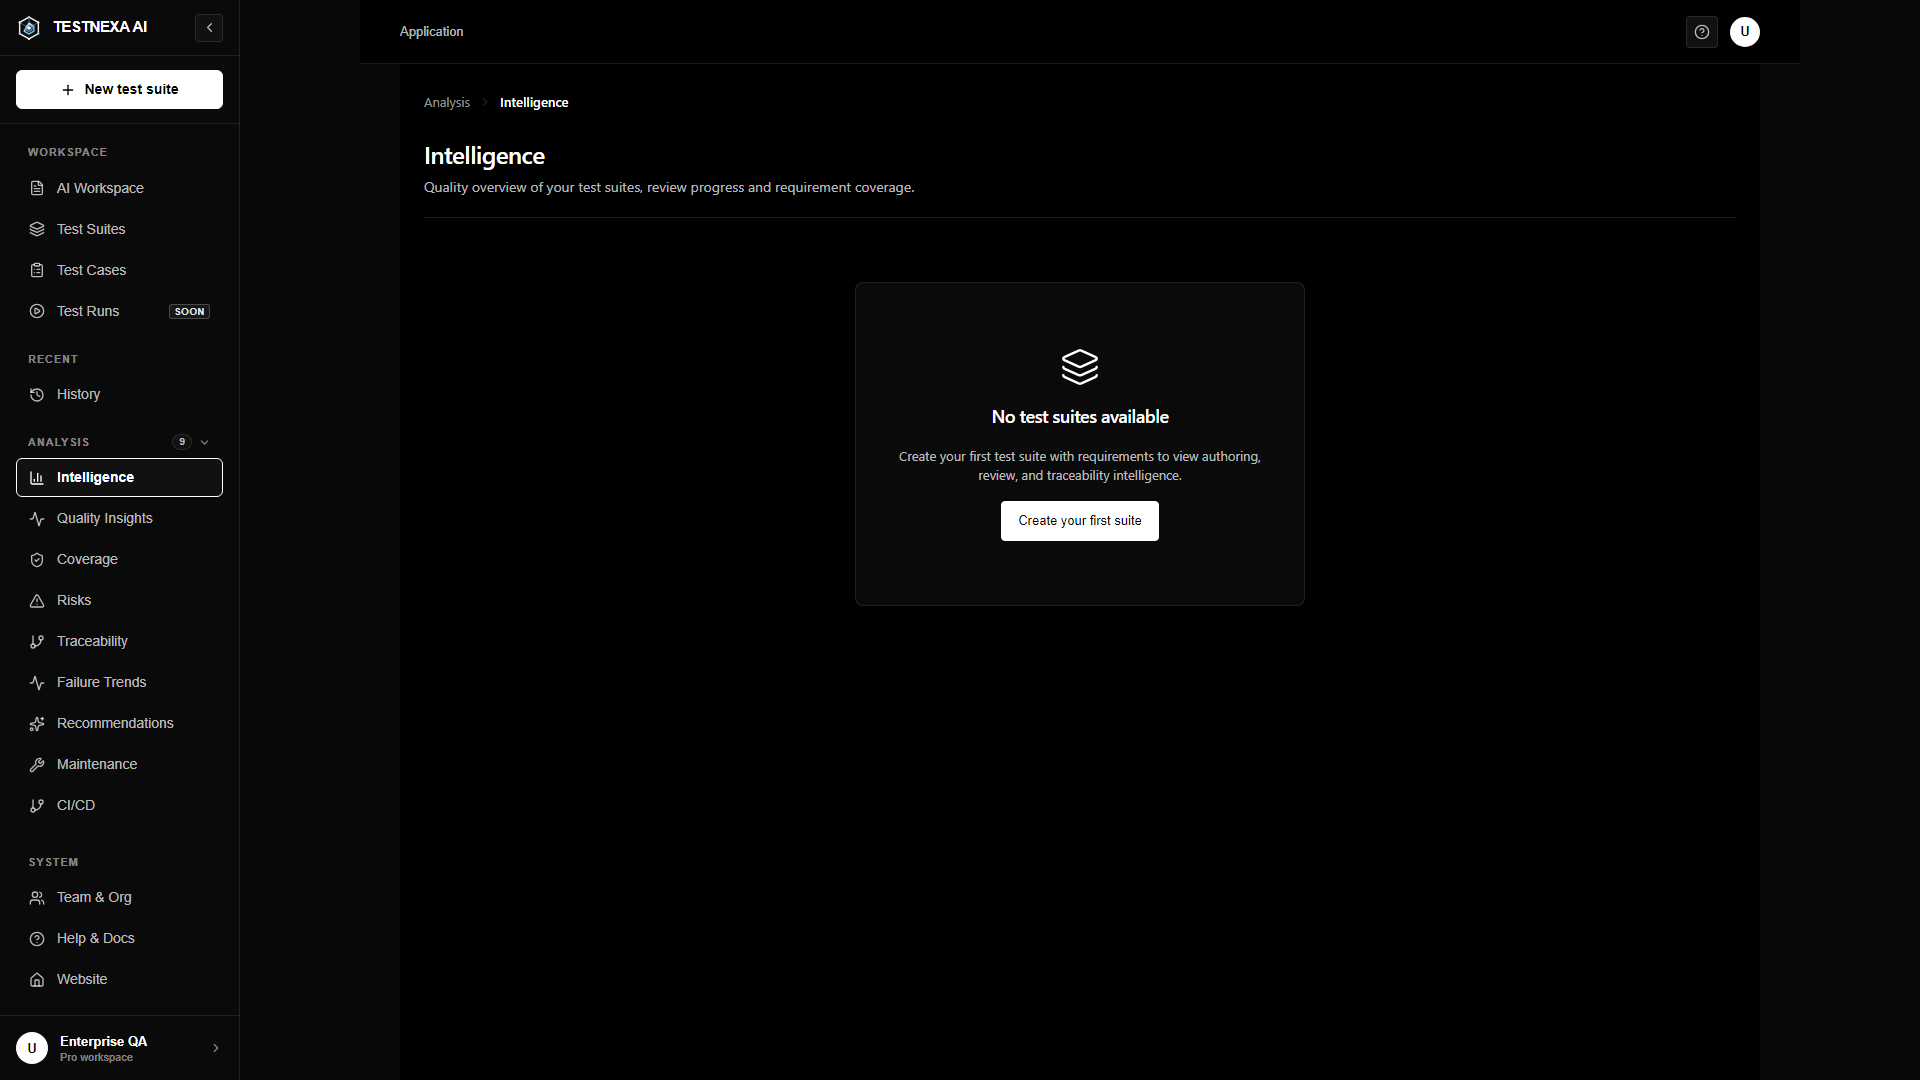 TESTNEXA AI
New test suite
WORKSPACE
AI Workspace
Test Suites
Test Cases
Test Runs SOON
RECENT
History
ANALYSIS 9
Intelligence
Quality Insights
Coverage
Risks
Traceability
Failure Trends
Recommendations
Maintenance
CI/CD
SYSTEM
Team & Org
Help & Docs
Website
U
Enterprise QA
Pro workspace
Application
U
Analysis Intelligence
Intelligence
Quality overview of your test suites, review progress and requirement coverage.
No test suites available
Create your first test suite with requirements to view authoring,
review, and traceability intelligence.
Create your first suite